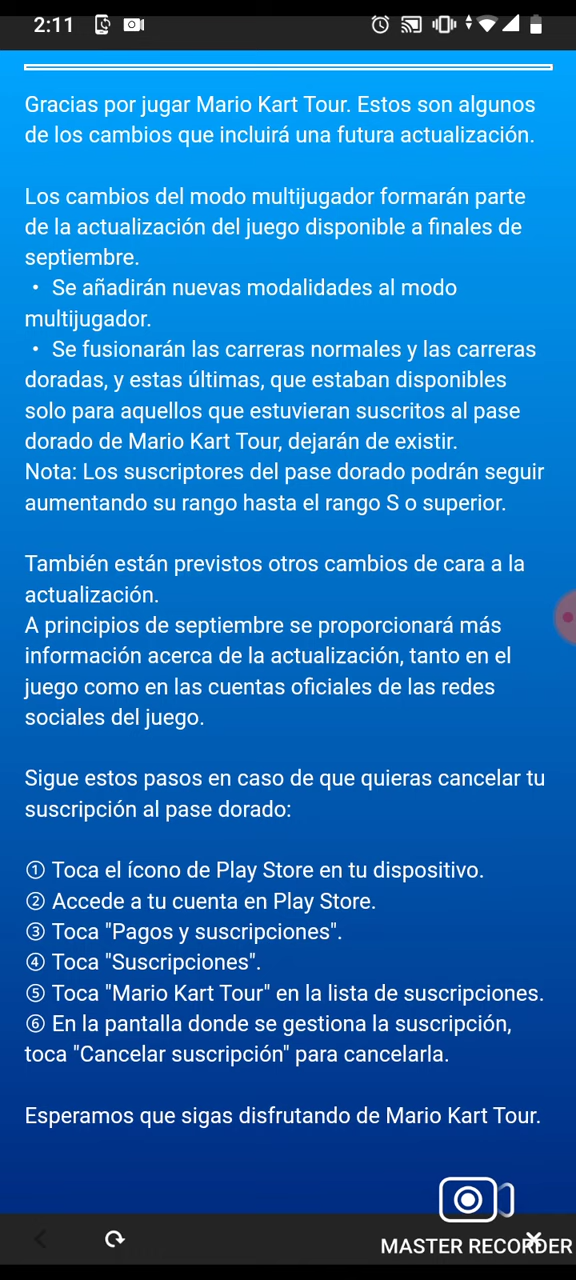 2:11
Gracias por jugar Mario Kart Tour. Estos son algunos
de los cambios que incluirá una futura actualización.
Los cambios del modo multijugador formarán parte
de la actualización del juego disponible a finales de
septiembre.
・ Se añadirán nuevas modalidades al modo
multijugador.
・ Se fusionarán las carreras normales y las carreras
doradas, y estas últimas, que estaban disponibles
solo para aquellos que estuvieran suscritos al pase
dorado de Mario Kart Tour, dejarán de existir.
Nota: Los suscriptores del pase dorado podrán seguir
aumentando su rango hasta el rango S o superior.
También están previstos otros cambios de cara a la
actualización.
A principios de septiembre se proporcionará más
información acerca de la actualización, tanto en el
juego como en las cuentas oficiales de las redes
sociales del juego.
Sigue estos pasos en caso de que quieras cancelar tu
suscripción al pase dorado:
① Toca el ícono de Play Store en tu dispositivo.
② Accede a tu cuenta en Play Store.
③ Toca "Pagos y suscripciones".
④ Toca "Suscripciones".
⑤ Toca "Mario Kart Tour" en la lista de suscripciones.
⑥ En la pantalla donde se gestiona la suscripción,
toca "Cancelar suscripción" para cancelarla.
Esperamos que sigas disfrutando de Mario Kart Tour.
MASTER RECORDER